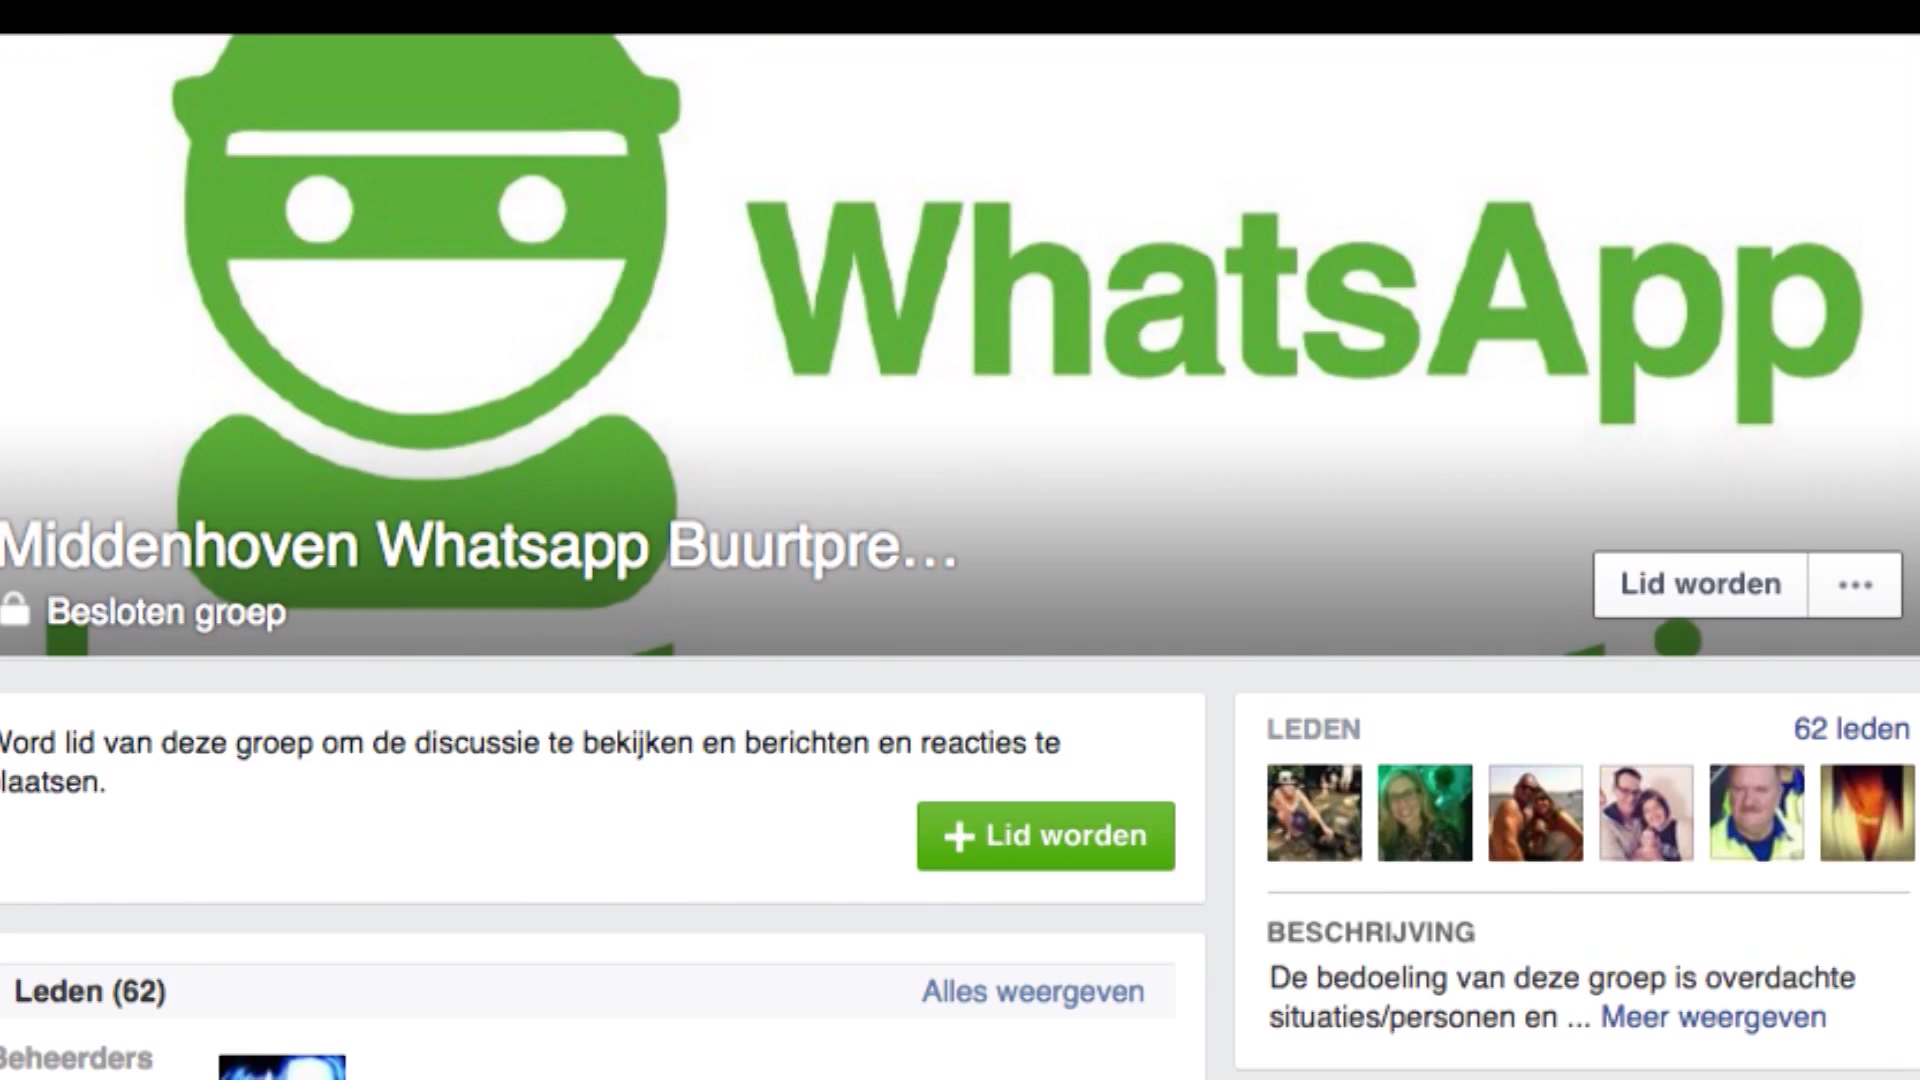 WhatsApp
Middenhoven Whatsapp Buurtpre...
Besloten groep
Lid worden
Word lid van deze groep om de discussie te bekijken en berichten en reacties te
laatsen.
+ Lid worden
LEDEN
62 leden
BESCHRIJVING
De bedoeling van deze groep is overdachte
situaties/personen en ... Meer weergeven
Leden (62)
Alles weergeven
Beheerders